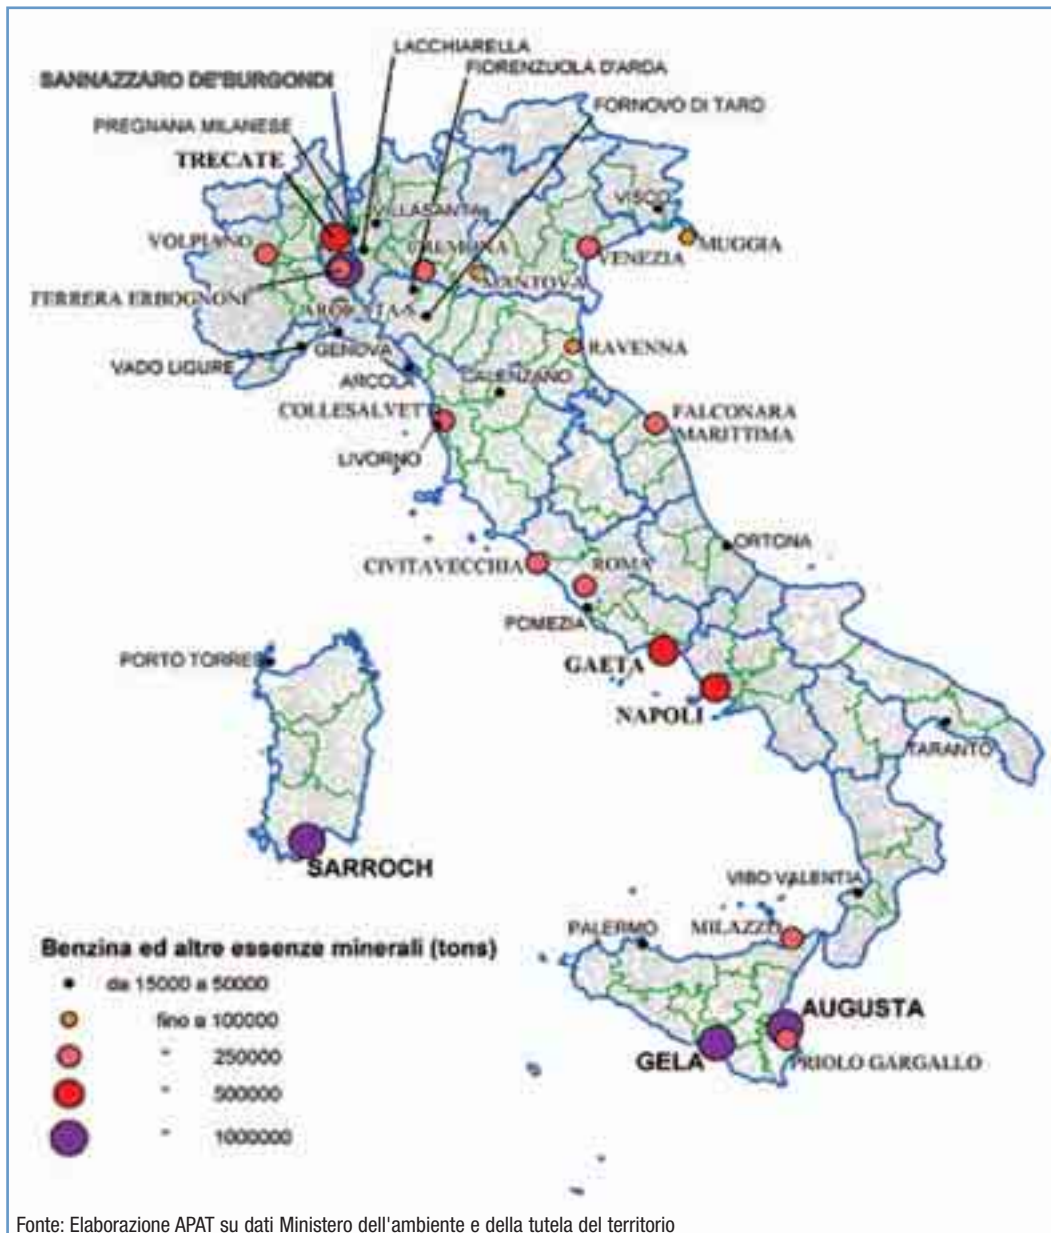 LACCHIARELLA
FIORENZUOLA D'ARDA
SANNAZZARO DE'BURGONDI
FORNOVO DI TARO
PREGNANA MILANESE
TRECATE
VISCO
VILLASANTA
VOLPIANO
CREMONA
VENEZIA
MUGGIA
MANTOVA
FERRERA ERBOGNONE
GENOVA
RAVENNA
VADO LIGURE
ARCOLA
CALENZANO
COLLESALVETTI
FALCONARA
MARITTIMA
LIVORNO
ORTONA
CIVITAVECCHIA
ROMA
POMEZIA
GAETA
PORTO TORRES
NAPOLI
TARANTO
SARROCH
VIBO VALENTIA
PALERMO
MILAZZO
AUGUSTA
GELA
PRIOLO GARGALLO
Benzina ed altre essenze minerali (tons)
da 15000 a 50000
fino a 100000
" 250000
" 500000
" 1000000
Fonte: Elaborazione APAT su dati Ministero dell'ambiente e della tutela del territorio